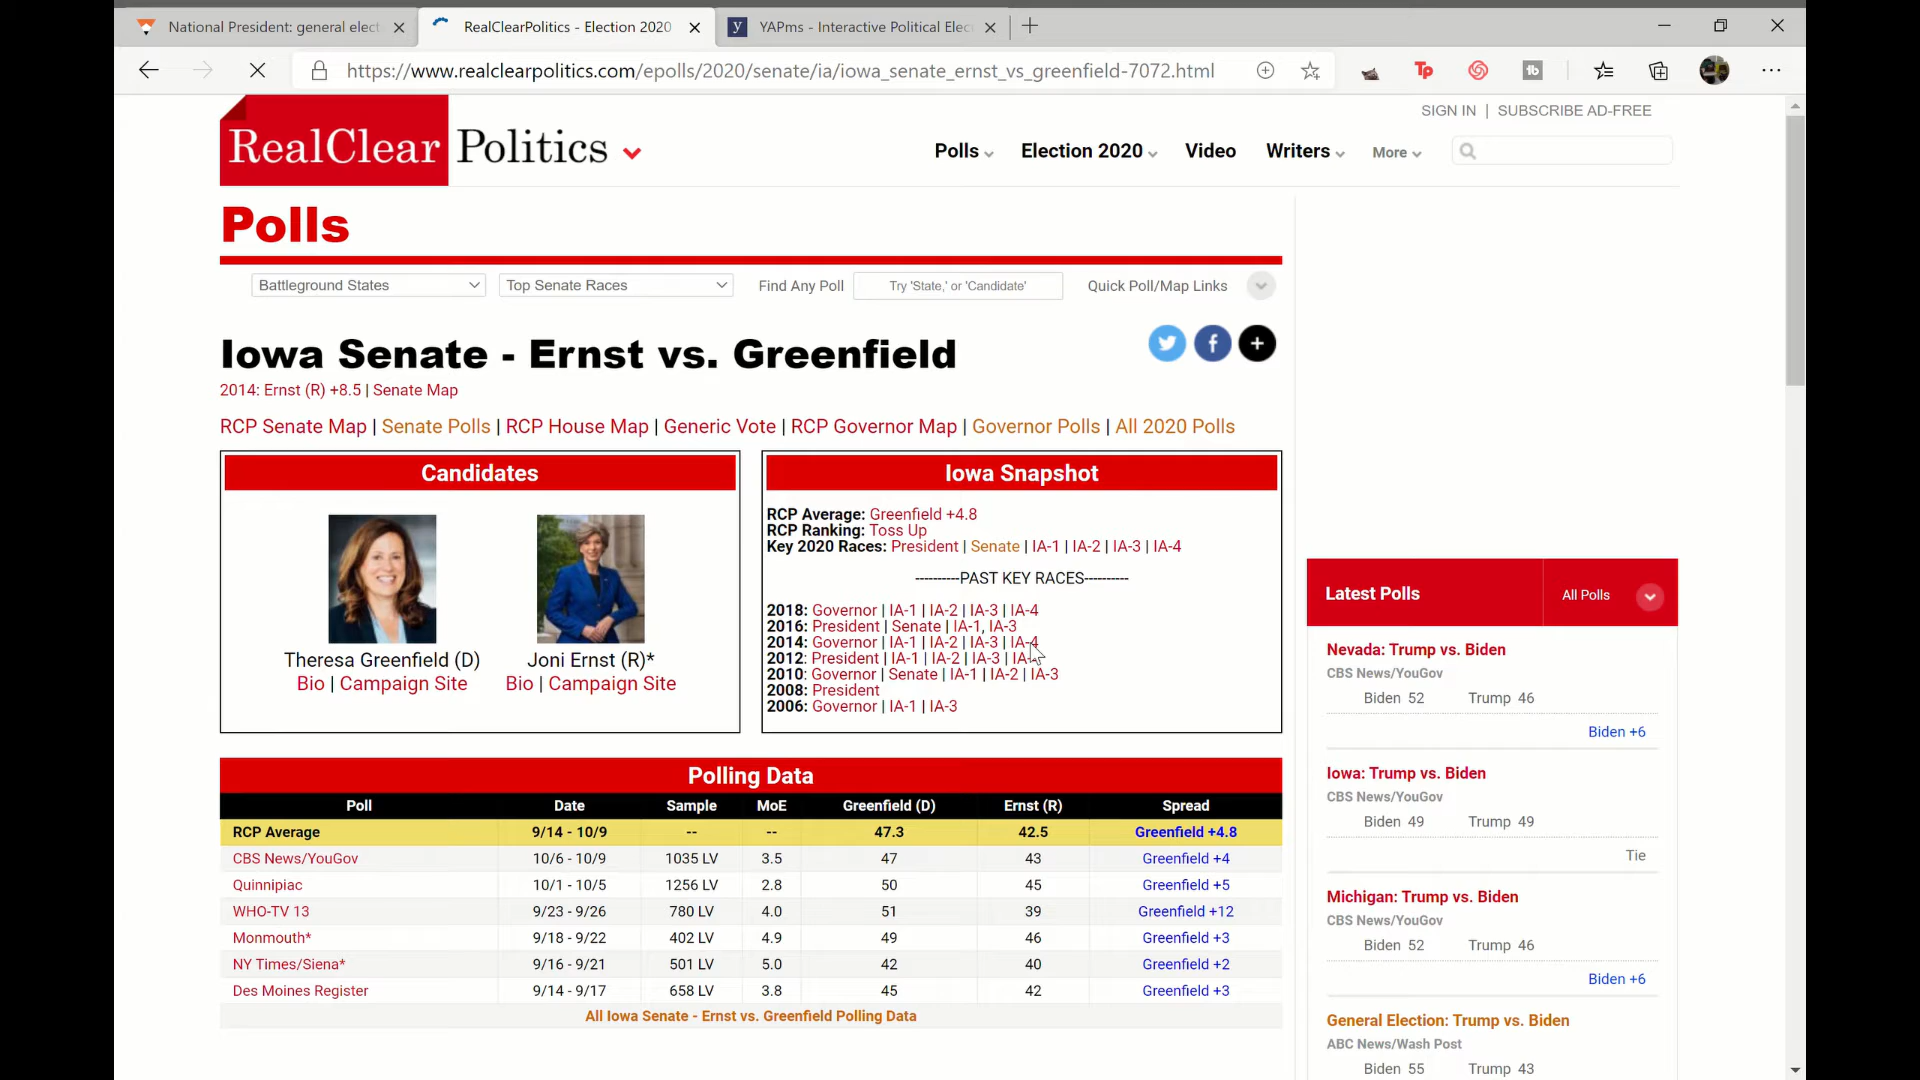 National President: general elect
RealClearPolitics - Election 2020
y YAPms - Interactive Political Elec
https://www.realclearpolitics.com/epolls/2020/senate/ia/iowa_senate_ernst_vs_greenfield-7072.html
Tp
tb
SIGN IN | SUBSCRIBE AD-FREE
RealClear Politics
Polls Election 2020 Video Writers More
Polls
Battleground States Top Senate Races Find Any Poll Try 'State,' or 'Candidate' Quick Poll/Map Links
Iowa Senate - Ernst vs. Greenfield
2014: Ernst (R) +8.5 | Senate Map
RCP Senate Map | Senate Polls | RCP House Map | Generic Vote | RCP Governor Map | Governor Polls | All 2020 Polls
Candidates
Theresa Greenfield (D) Joni Ernst (R)*
Bio | Campaign Site Bio | Campaign Site
Iowa Snapshot
RCP Average: Greenfield +4.8
RCP Ranking: Toss Up
Key 2020 Races: President | Senate | IA-1 | IA-2 | IA-3 | IA-4
----------PAST KEY RACES----------
2018: Governor | IA-1 | IA-2 | IA-3 | IA-4
2016: President | Senate | IA-1, IA-3
2014: Governor | IA-1 | IA-2 | IA-3 | IA-4
2012: President | IA-1 | IA-2 | IA-3 |
2010: Governor | Senate | IA-1 | IA-2 | IA-3
2008: President
2006: Governor | IA-1 | IA-3
Polling Data
Poll Date Sample MoE Greenfield (D) Ernst (R) Spread
RCP Average 9/14 - 10/9 -- -- 47.3 42.5 Greenfield +4.8
CBS News/YouGov 10/6 - 10/9 1035 LV 3.5 47 43 Greenfield +4
Quinnipiac 10/1 - 10/5 1256 LV 2.8 50 45 Greenfield +5
WHO-TV 13 9/23 - 9/26 780 LV 4.0 51 39 Greenfield +12
Monmouth* 9/18 - 9/22 402 LV 4.9 49 46 Greenfield +3
NY Times/Siena* 9/16 - 9/21 501 LV 5.0 42 40 Greenfield +2
Des Moines Register 9/14 - 9/17 658 LV 3.8 45 42 Greenfield +3
All Iowa Senate - Ernst vs. Greenfield Polling Data
Latest Polls All Polls
Nevada: Trump vs. Biden
CBS News/YouGov
Biden 52 Trump 46
Biden +6
Iowa: Trump vs. Biden
CBS News/YouGov
Biden 49 Trump 49
Tie
Michigan: Trump vs. Biden
CBS News/YouGov
Biden 52 Trump 46
Biden +6
General Election: Trump vs. Biden
ABC News/Wash Post
Biden 55 Trump 43